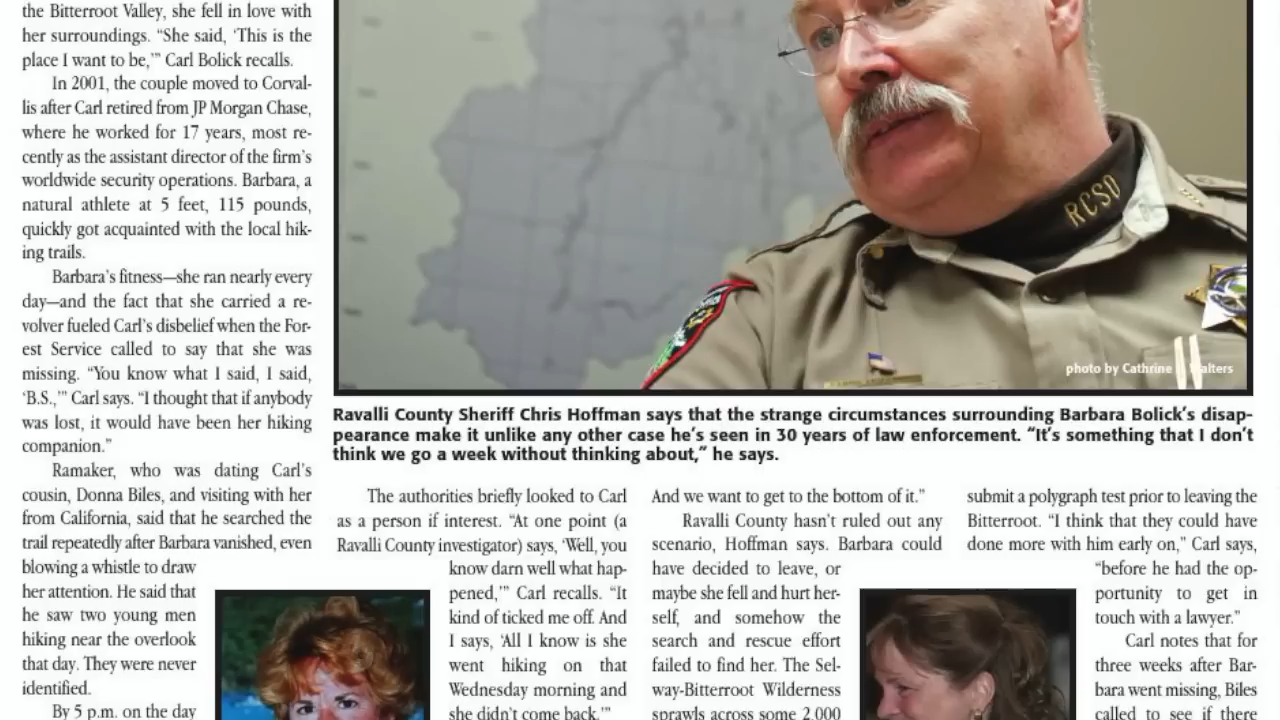 the Bitterroot Valley, she fell in love with
her surroundings. “She said, ‘This is the
place I want to be,’” Carl Bolick recalls.
In 2001, the couple moved to Corval-
lis after Carl retired from JP Morgan Chase,
where he worked for 17 years, most re-
cently as the assistant director of the firm's
worldwide security operations. Barbara, a
natural athlete at 5 feet, 115 pounds,
quickly got acquainted with the local hik-
ing trails.
Barbara's fitness—she ran nearly every
day—and the fact that she carried a re-
volver fueled Carl's disbelief when the For-
est Service called to say that she was
missing. “You know what I said, I said,
‘B.S.,’” Carl says. “I thought that if anybody
was lost, it would have been her hiking
companion.”
Ramaker, who was dating Carl's
cousin, Donna Biles, and visiting with her
from California, said that he searched the
trail repeatedly after Barbara vanished, even
blowing a whistle to draw
her attention. He said that
he saw two young men
hiking near the overlook
that day. They were never
identified.
By 5 p.m. on the day
RCSO
photo by Cathrine
Ravalli County Sheriff Chris Hoffman says that the strange circumstances surrounding Barbara Bolick's disap-
pearance make it unlike any other case he's seen in 30 years of law enforcement. “It's something that I don't
think we go a week without thinking about,” he says.
The authorities briefly looked to Carl
as a person if interest. “At one point (a
Ravalli County investigator) says, ‘Well, you
know darn well what hap-
pened,’” Carl recalls. “It
kind of ticked me off. And
I says, ‘All I know is she
went hiking on that
Wednesday morning and
she didn't come back.’”
And we want to get to the bottom of it.”
Ravalli County hasn't ruled out any
scenario, Hoffman says. Barbara could
have decided to leave, or
maybe she fell and hurt her-
self, and somehow the
search and rescue effort
failed to find her. The Sel-
way-Bitterroot Wilderness
sprawls across some 2,000
submit a polygraph test prior to leaving the
Bitterroot. “I think that they could have
done more with him early on,” Carl says,
“before he had the op-
portunity to get in
touch with a lawyer.”
Carl notes that for
three weeks after Bar-
bara went missing, Biles
called to see if there